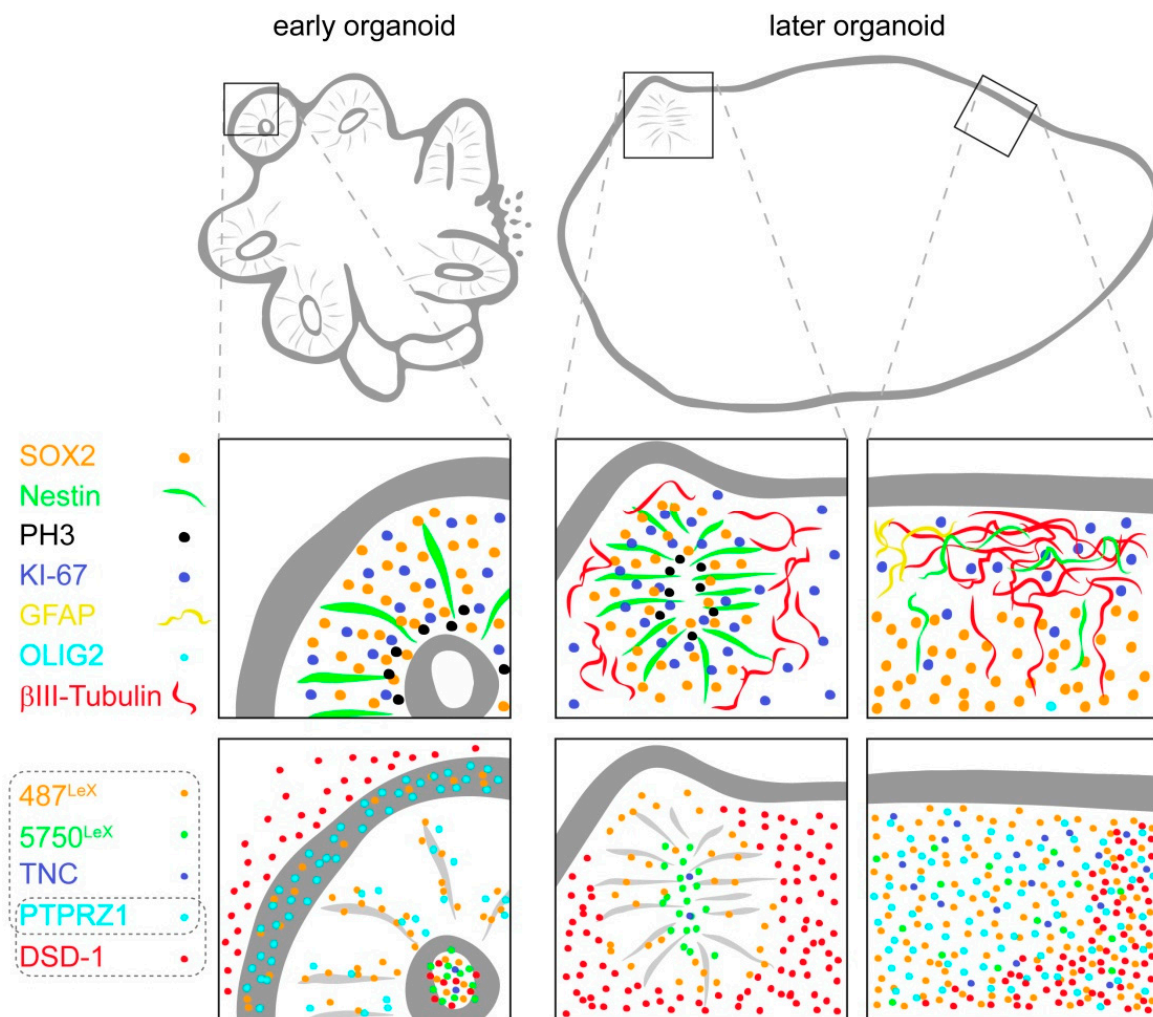 early organoid
later organoid
SOX2
Nestin
PH3
KI-67
GFAP
OLIG2
βIII-Tubulin
487LeX
5750LeX
TNC
PTPRZ1
DSD-1